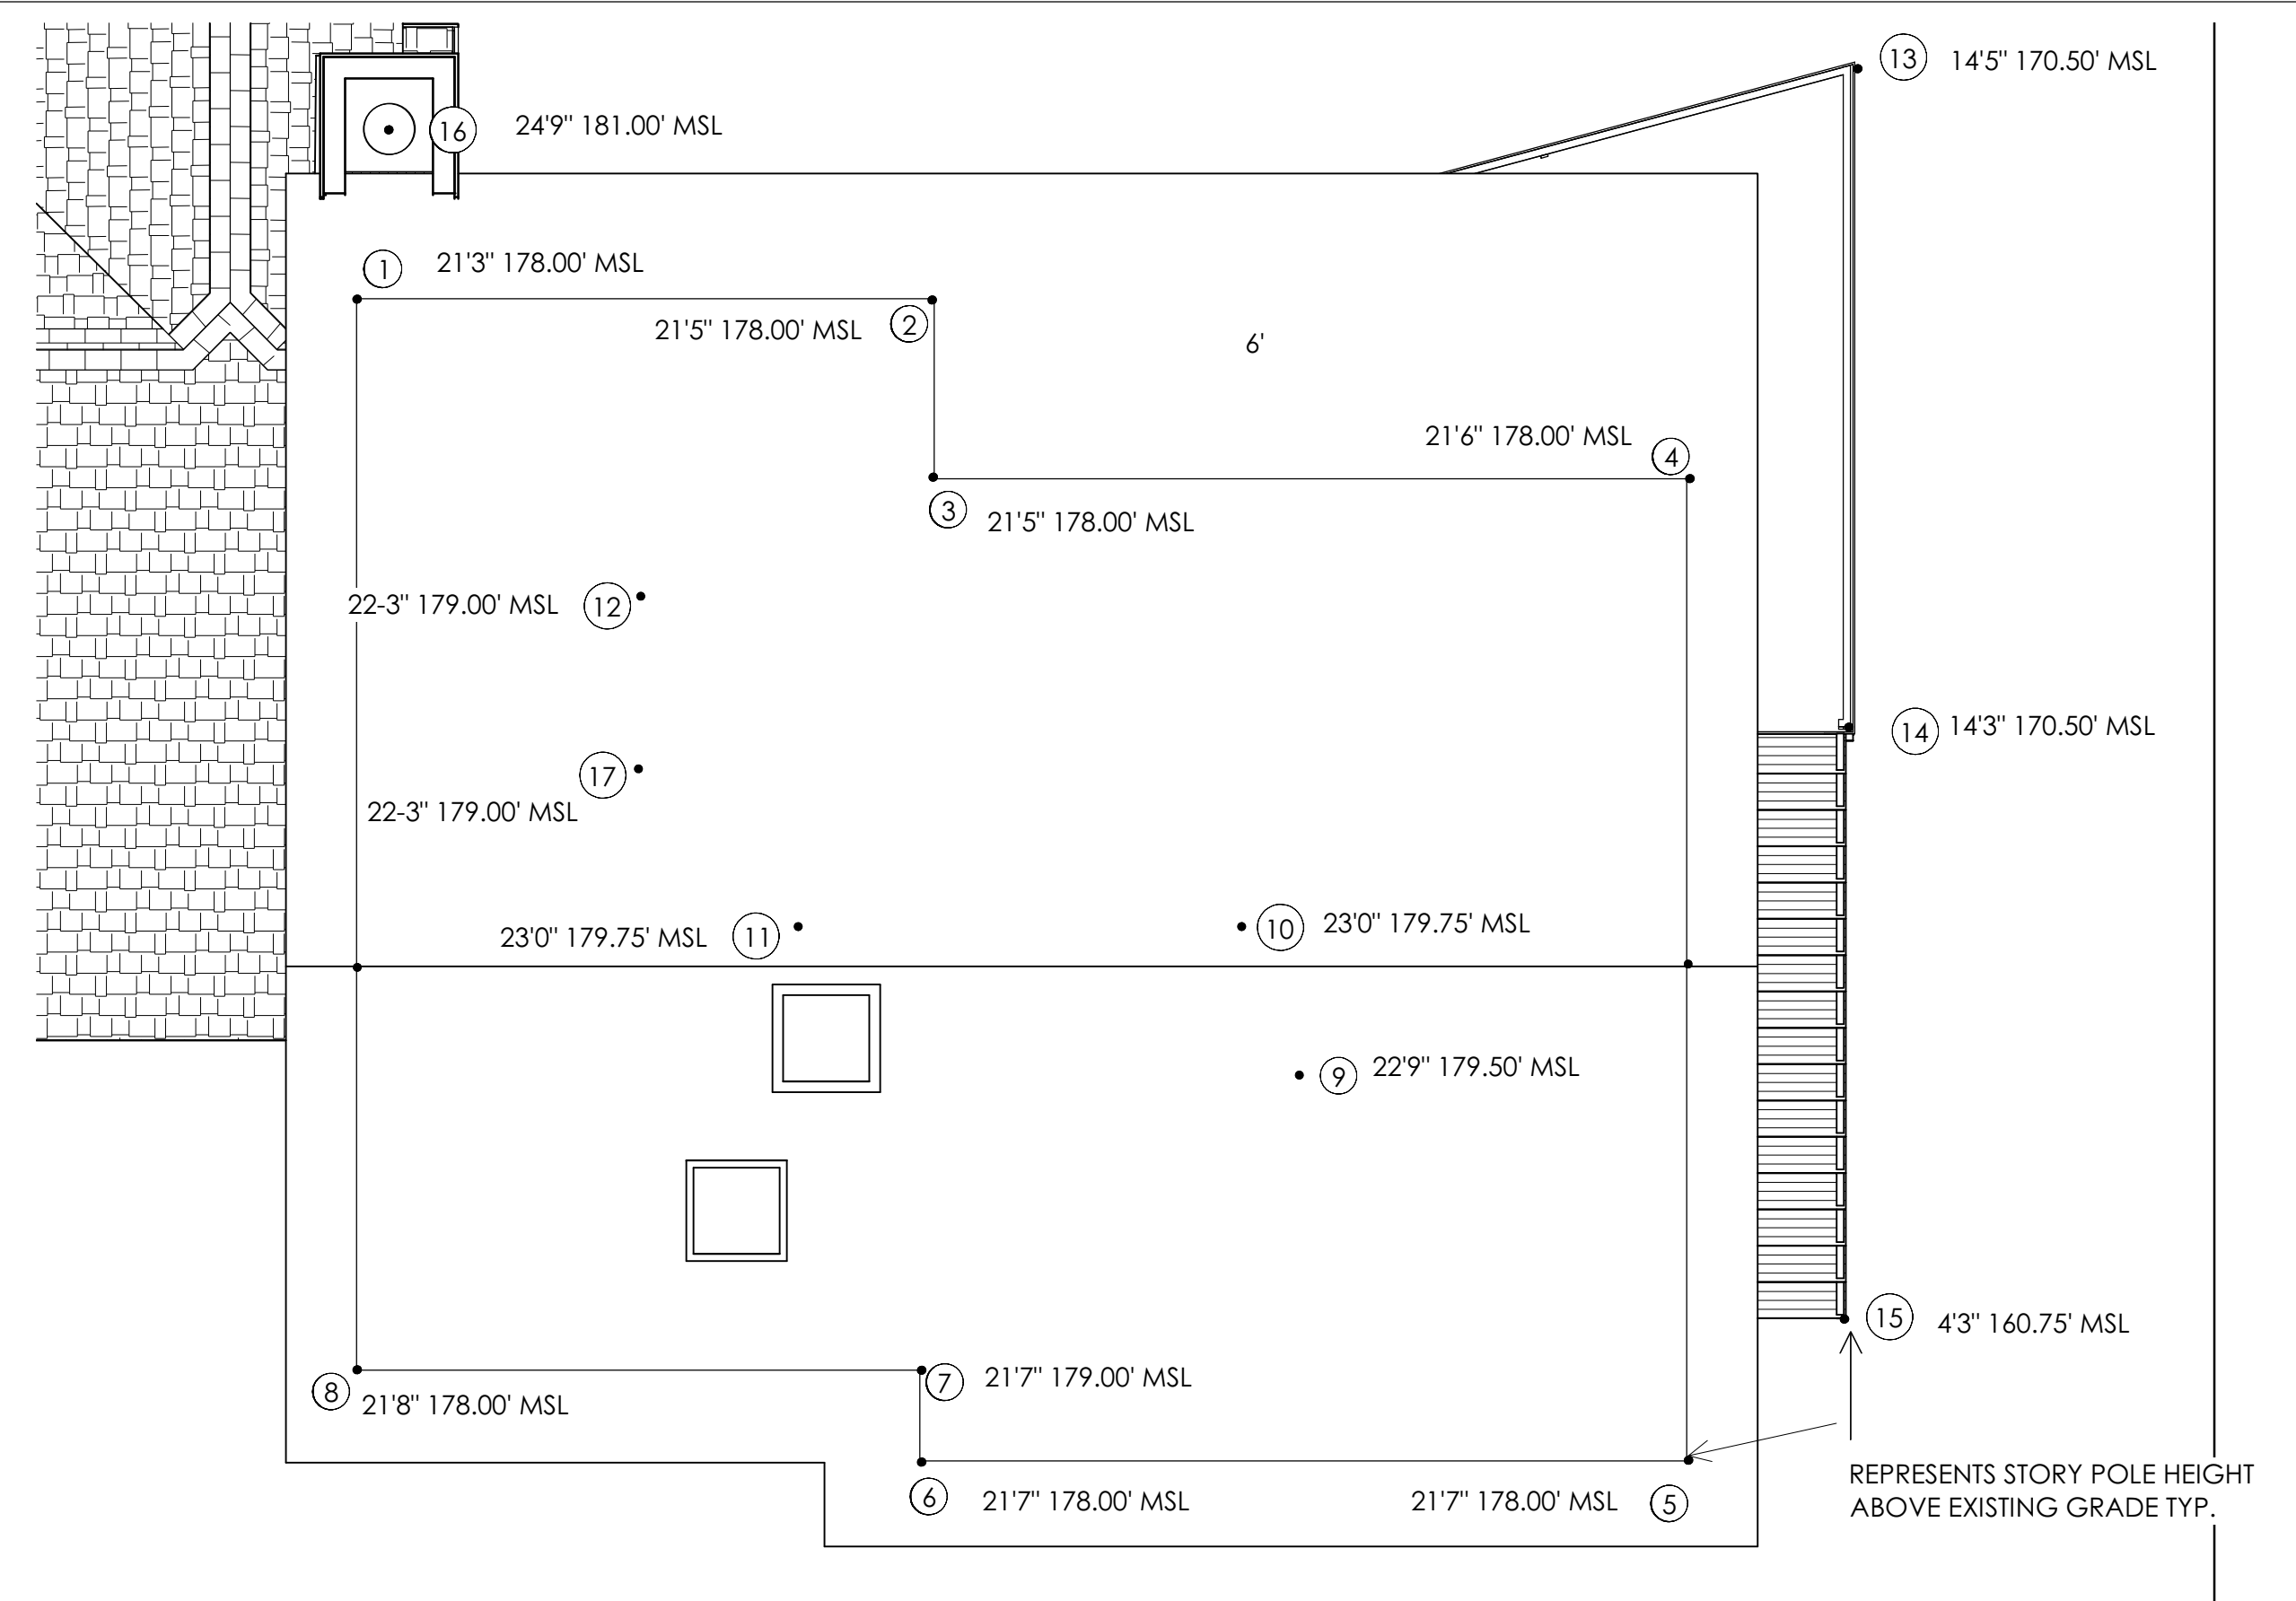 13 14'5" 170.50' MSL
16 24'9" 181.00' MSL
1 21'3" 178.00' MSL
21'5" 178.00' MSL 2
6'
21'6" 178.00' MSL 4
3 21'5" 178.00' MSL
22-3" 179.00' MSL 12
14 14'3" 170.50' MSL
17
22-3" 179.00' MSL
23'0" 179.75' MSL 11
10 23'0" 179.75' MSL
9 22'9" 179.50' MSL
15 4'3" 160.75' MSL
7 21'7" 179.00' MSL
8 21'8" 178.00' MSL
REPRESENTS STORY POLE HEIGHT
ABOVE EXISTING GRADE TYP.
6 21'7" 178.00' MSL
21'7" 178.00' MSL 5